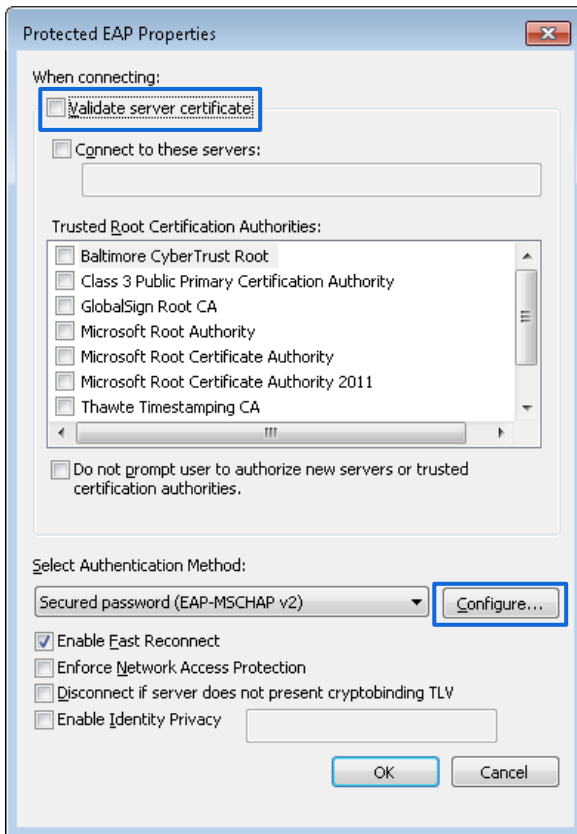 Protected EAP Properties
When connecting:
Validate server certificate
Connect to these servers:
Trusted Root Certification Authorities:
Baltimore CyberTrust Root
Class 3 Public Primary Certification Authority
GlobalSign Root CA
Microsoft Root Authority
Microsoft Root Certificate Authority
Microsoft Root Certificate Authority 2011
Thawte Timestamping CA
Do not prompt user to authorize new servers or trusted
certification authorities.
Select Authentication Method:
Secured password (EAP-MSCHAP v2)
Configure...
Enable Fast Reconnect
Enforce Network Access Protection
Disconnect if server does not present cryptobinding TLV
Enable Identity Privacy
OK
Cancel